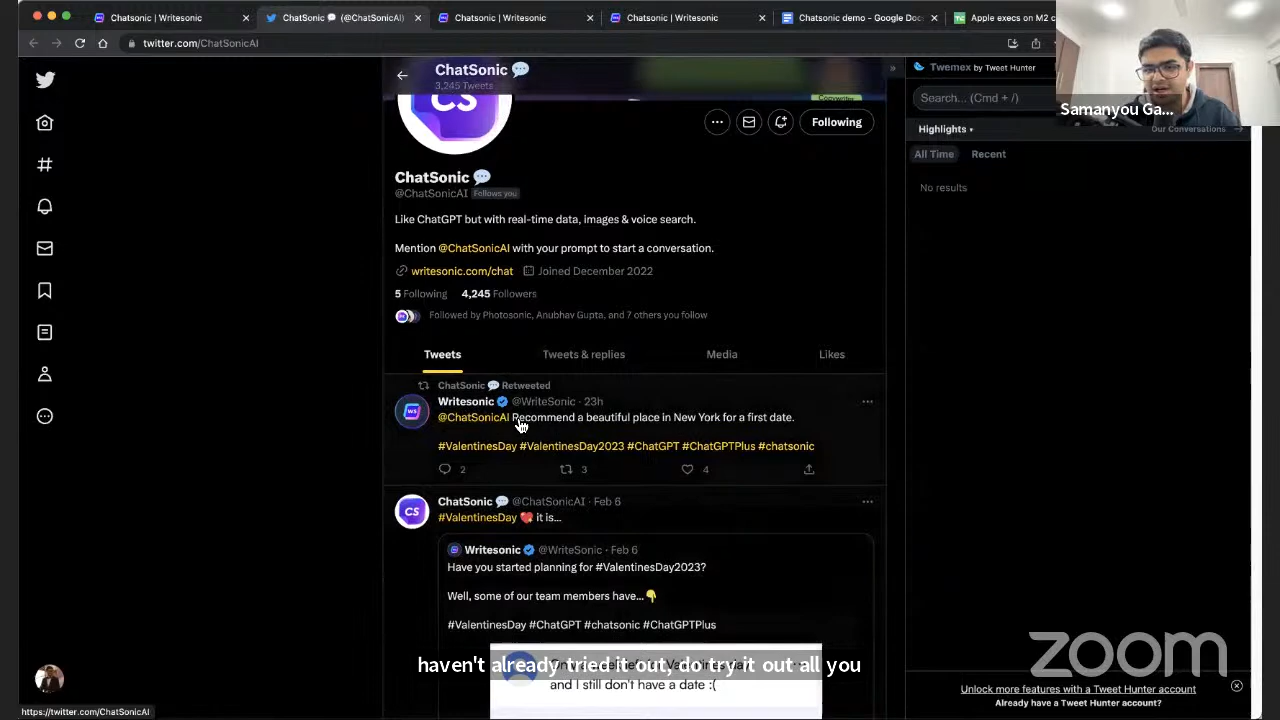 Chatsonic | Writesonic
ChatSonic 💬 (@ChatSonicAI)
Chatsonic | Writesonic
Chatsonic | Writesonic
Chatsonic demo - Google Doc
Apple execs on M2 c
twitter.com/ChatSonicAI
ChatSonic 💬
3,245 Tweets
Copywriter
CS
Following
ChatSonic 💬
@ChatSonicAI Follows you
Like ChatGPT but with real-time data, images & voice search.
Mention @ChatSonicAI with your prompt to start a conversation.
writesonic.com/chat Joined December 2022
5 Following 4,245 Followers
Followed by Photosonic, Anubhav Gupta, and 7 others you follow
Tweets Tweets & replies Media Likes
ChatSonic 💬 Retweeted
WS
Writesonic @WriteSonic · 23h
@ChatSonicAI Recommend a beautiful place in New York for a first date.
#ValentinesDay #ValentinesDay2023 #ChatGPT #ChatGPTPlus #chatsonic
2 3 4
CS
ChatSonic 💬 @ChatSonicAI · Feb 6
#ValentinesDay 💘 it is...
Writesonic @WriteSonic · Feb 6
Have you started planning for #ValentinesDay2023?
Well, some of our team members have...👇
#ValentinesDay #ChatGPT #chatsonic #ChatGPTPlus
and I still don't have a date :(
haven't already tried it out, do try it out all you
https://twitter.com/ChatSonicAI
Twemex by Tweet Hunter
Search... (Cmd + /)
Samanyou Ga...
Highlights
Our Conversations
All Time Recent
No results
zoom
Unlock more features with a Tweet Hunter account
Already have a Tweet Hunter account?